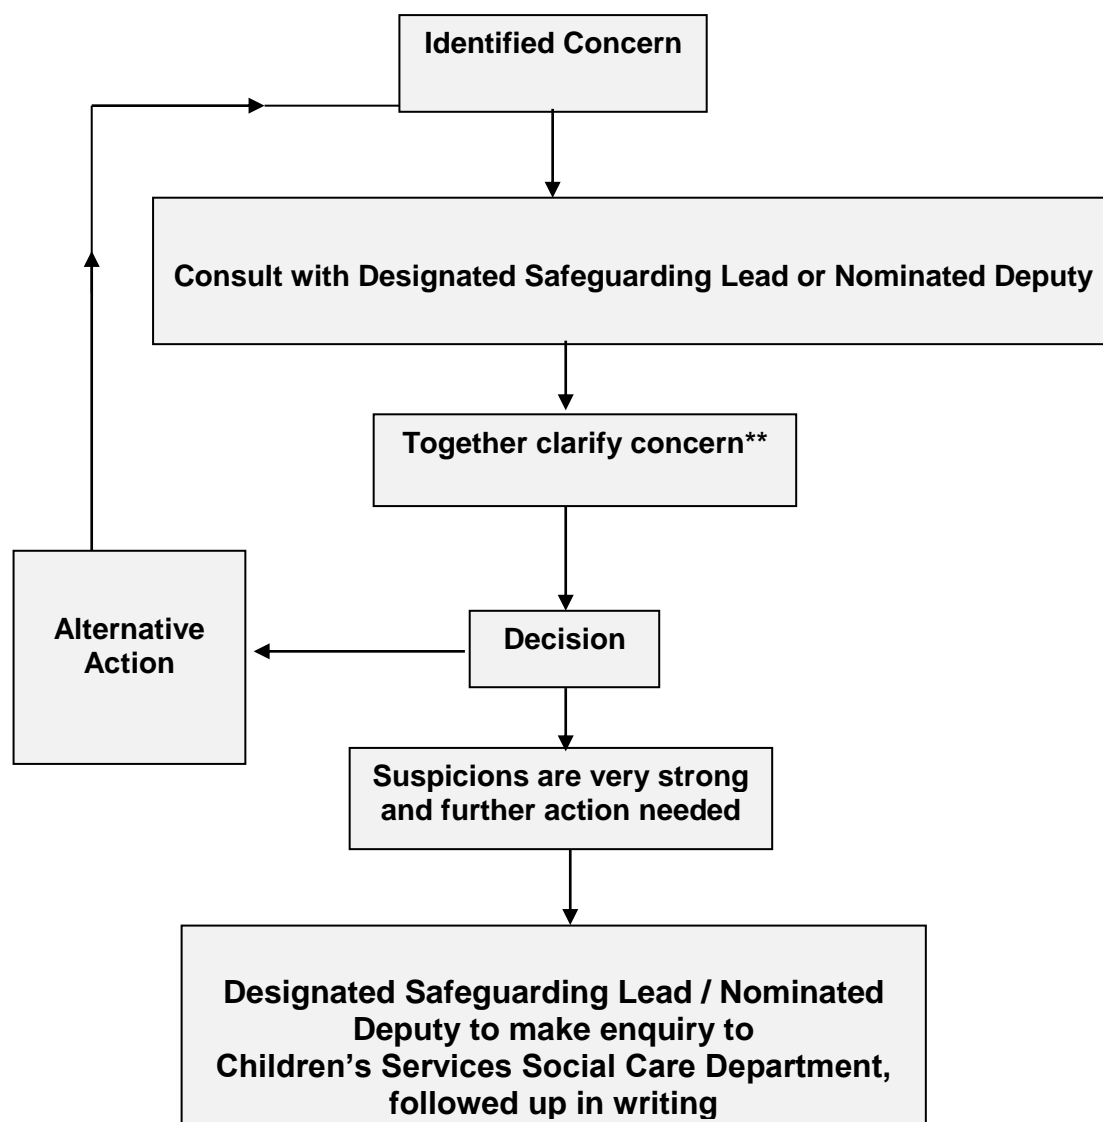 Identified Concern
Consult with Designated Safeguarding Lead or Nominated Deputy
Together clarify concern**
Alternative
Action
Decision
Suspicions are very strong
and further action needed
Designated Safeguarding Lead / Nominated
Deputy to make enquiry to
Children’s Services Social Care Department,
followed up in writing